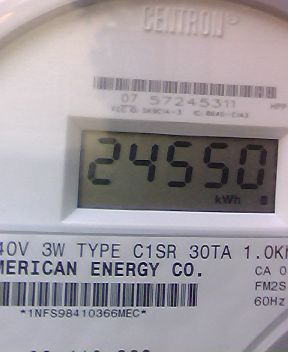 CENTRON
07 57245311
24550
kWh
40V 3W TYPE C1SR 30TA 1.0K
MERICAN ENERGY CO.
CA 0
FM2S
60Hz
*1NFS98410366MEC*